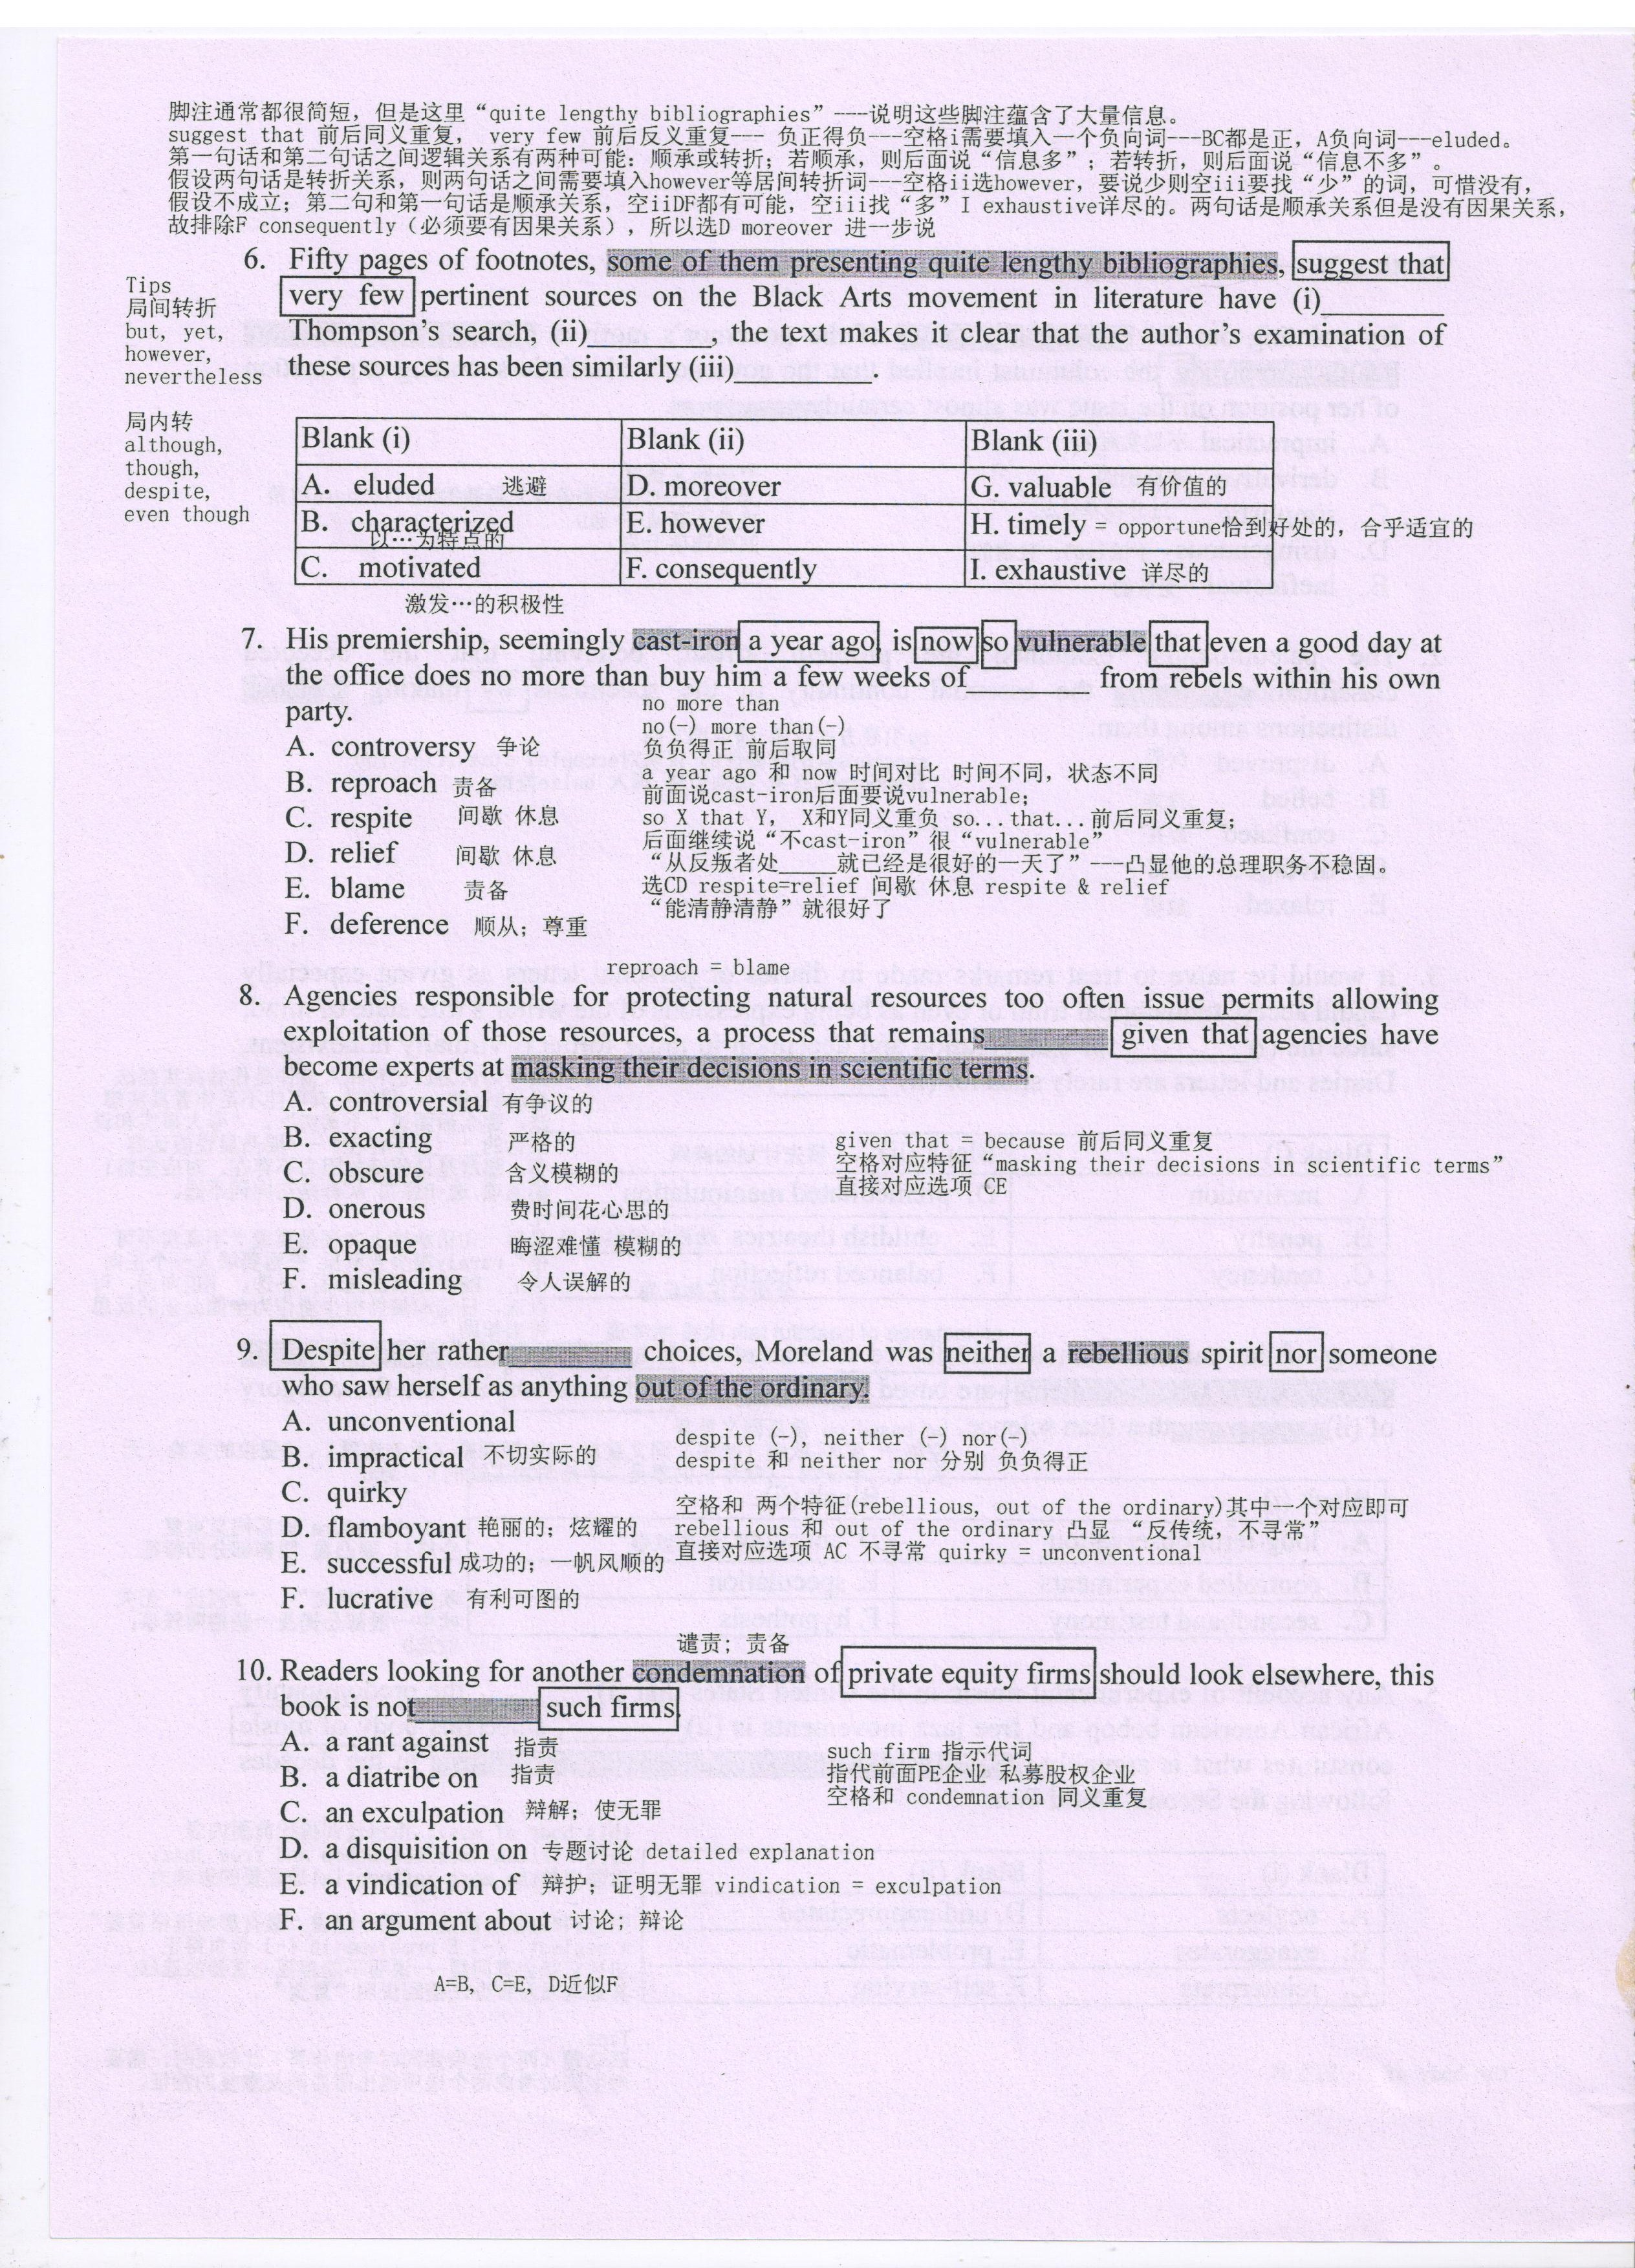 脚注通常都很简短，但是这里“quite lengthy bibliographies”---说明这些脚注蕴含了大量信息。
suggest that 前后同义重复， very few 前后反义重复--- 负正得负---空格i需要填入一个负向词---BC都是正，A负向词---eluded。
第一句话和第二句话之间逻辑关系有两种可能：顺承或转折；若顺承，则后面说“信息多”；若转折，则后面说“信息不多”。
假设两句话是转折关系，则两句话之间需要填入however等居间转折词---空格ii选however，要说少则空iii要找“少”的词，可惜没有，
假设不成立；第二句和第一句话是顺承关系，空iiDF都有可能，空iii找“多”I exhaustive详尽的。两句话是顺承关系但是没有因果关系，
故排除F consequently（必须要有因果关系），所以选D moreover 进一步说
6. Fifty pages of footnotes, some of them presenting quite lengthy bibliographies, suggest that
very few pertinent sources on the Black Arts movement in literature have (i)__________
Thompson's search, (ii)__________, the text makes it clear that the author's examination of
these sources has been similarly (iii)__________.
Tips
局间转折
but, yet,
however,
nevertheless
局内转
although,
though,
despite,
even though
Blank (i) Blank (ii) Blank (iii)
A. eluded 逃避 D. moreover G. valuable 有价值的
B. characterized E. however H. timely = opportune恰到好处的，合乎适宜的
以…为特点的
C. motivated F. consequently I. exhaustive 详尽的
激发…的积极性
7. His premiership, seemingly cast-iron a year ago, is now so vulnerable that even a good day at
the office does no more than buy him a few weeks of __________ from rebels within his own
party.
A. controversy 争论
B. reproach 责备
C. respite 间歇 休息
D. relief 间歇 休息
E. blame 责备
F. deference 顺从；尊重
no more than
no(-) more than(-)
负负得正 前后取同
a year ago 和 now 时间对比 时间不同，状态不同
前面说cast-iron后面要说vulnerable；
so X that Y， X和Y同义重负 so...that...前后同义重复；
后面继续说“不cast-iron”很“vulnerable”
“从反叛者处_____就已经是很好的一天了”---凸显他的总理职务不稳固。
选CD respite=relief 间歇 休息 respite & relief
“能清静清静”就很好了
reproach = blame
8. Agencies responsible for protecting natural resources too often issue permits allowing
exploitation of those resources, a process that remains__________ given that agencies have
become experts at masking their decisions in scientific terms.
A. controversial 有争议的
B. exacting 严格的
C. obscure 含义模糊的
D. onerous 费时间花心思的
E. opaque 晦涩难懂 模糊的
F. misleading 令人误解的
given that = because 前后同义重复
空格对应特征“masking their decisions in scientific terms”
直接对应选项 CE
9. Despite her rather__________ choices, Moreland was neither a rebellious spirit nor someone
who saw herself as anything out of the ordinary.
A. unconventional
B. impractical 不切实际的
C. quirky
D. flamboyant 艳丽的；炫耀的
E. successful 成功的；一帆风顺的
F. lucrative 有利可图的
despite (-), neither (-) nor(-)
despite 和 neither nor 分别 负负得正
空格和 两个特征(rebellious, out of the ordinary)其中一个对应即可
rebellious 和 out of the ordinary 凸显 “反传统，不寻常”
直接对应选项 AC 不寻常 quirky = unconventional
谴责；责备
10. Readers looking for another condemnation of private equity firms should look elsewhere, this
book is not__________ such firms.
A. a rant against 指责
B. a diatribe on 指责
C. an exculpation 辩解；使无罪
D. a disquisition on 专题讨论 detailed explanation
E. a vindication of 辩护；证明无罪 vindication = exculpation
F. an argument about 讨论；辩论
such firm 指示代词
指代前面PE企业 私募股权企业
空格和 condemnation 同义重复
A=B, C=E, D近似F